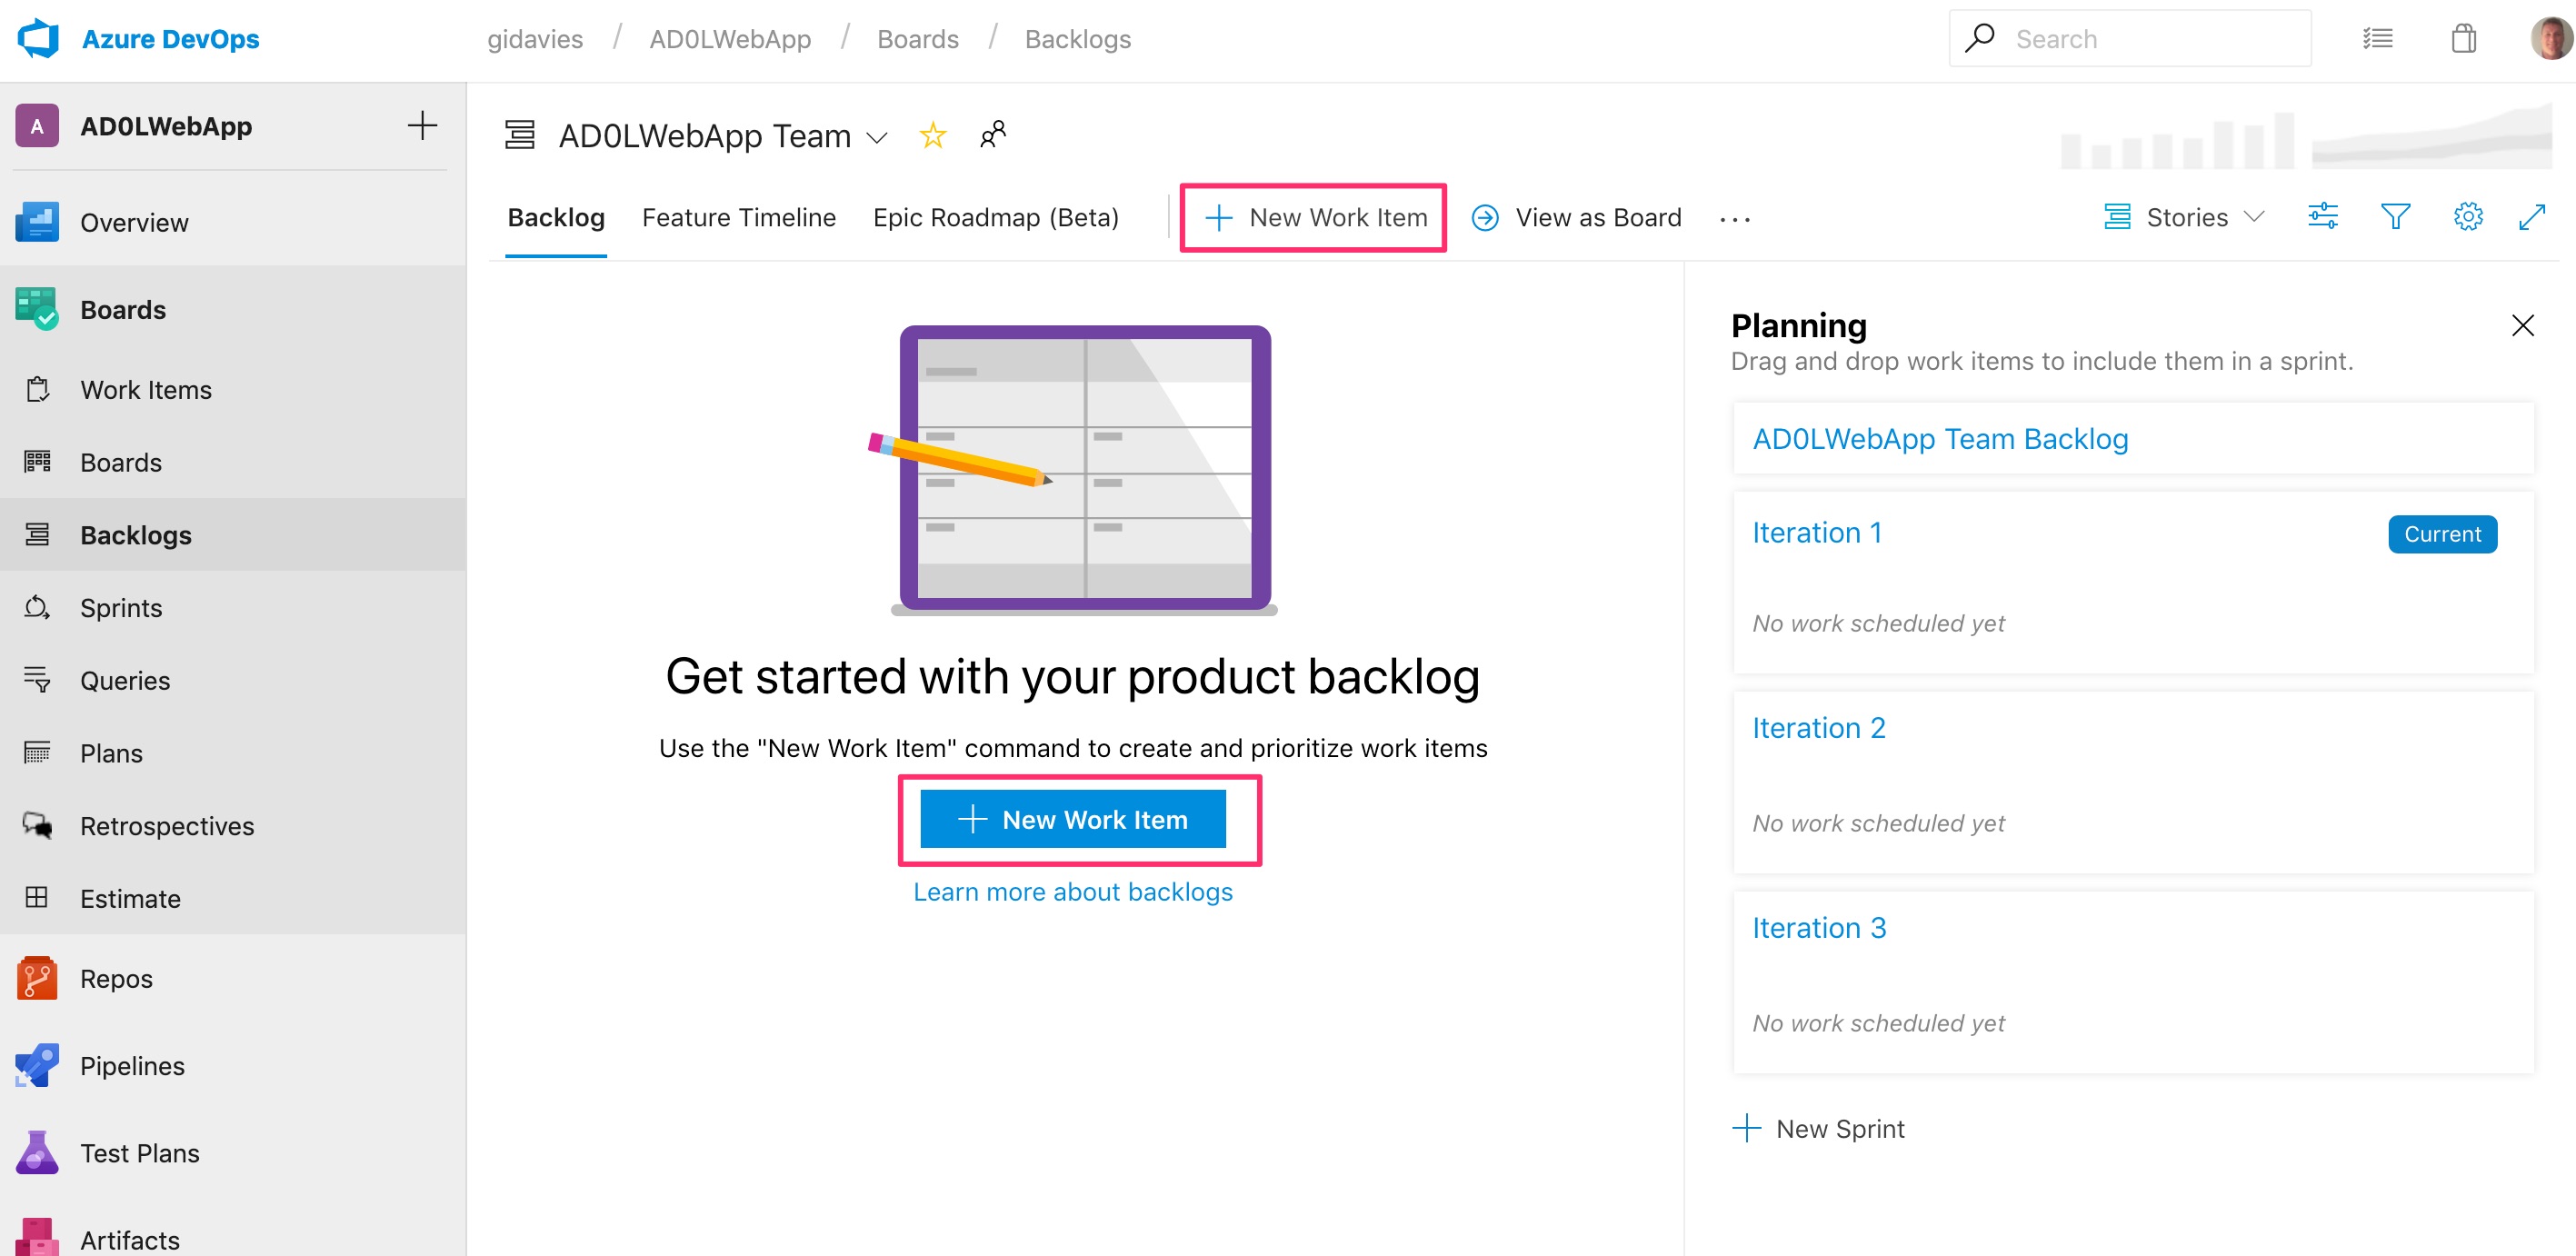 Azure DevOps
gidavies / AD0LWebApp / Boards / Backlogs
Search
A AD0LWebApp
AD0LWebApp Team
Overview
Backlog Feature Timeline Epic Roadmap (Beta) New Work Item View as Board ... Stories
Boards
Work Items
Boards
Backlogs
Sprints
Queries
Plans
Retrospectives
Estimate
Repos
Pipelines
Test Plans
Artifacts
Get started with your product backlog
Use the "New Work Item" command to create and prioritize work items
New Work Item
Learn more about backlogs
Planning
Drag and drop work items to include them in a sprint.
AD0LWebApp Team Backlog
Iteration 1 Current
No work scheduled yet
Iteration 2
No work scheduled yet
Iteration 3
No work scheduled yet
New Sprint